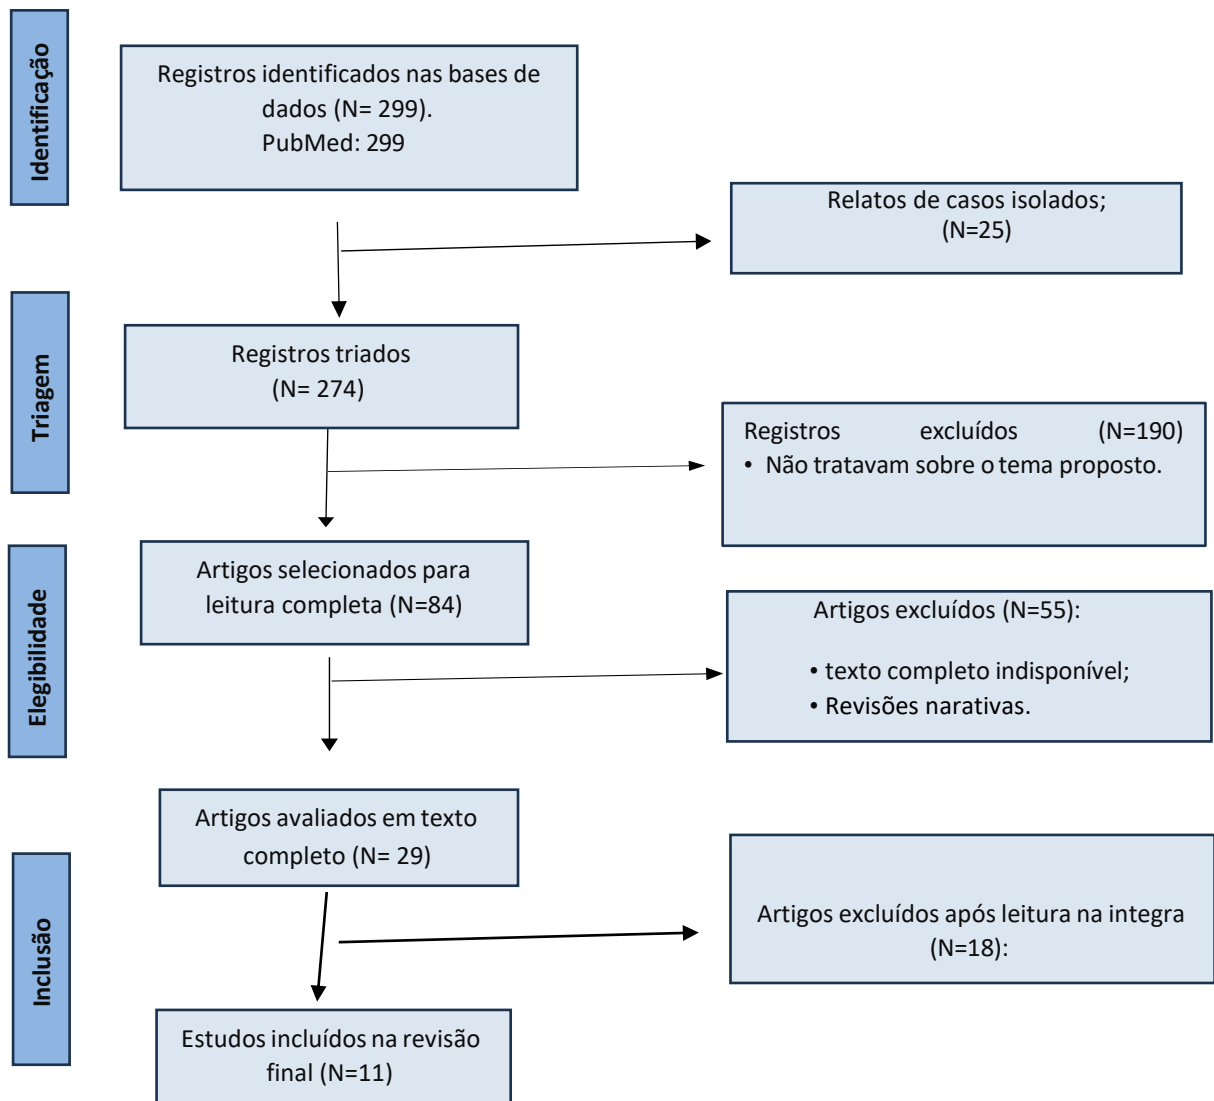 Identificação
Registros identificados nas bases de
dados (N= 299).
PubMed: 299
Relatos de casos isolados;
(N=25)
Triagem
Registros triados
(N= 274)
Registros excluídos (N=190)
• Não tratavam sobre o tema proposto.
Elegibilidade
Artigos selecionados para
leitura completa (N=84)
Artigos excluídos (N=55):
• texto completo indisponível;
• Revisões narrativas.
Artigos avaliados em texto
completo (N= 29)
Inclusão
Artigos excluídos após leitura na integra
(N=18):
Estudos incluídos na revisão
final (N=11)